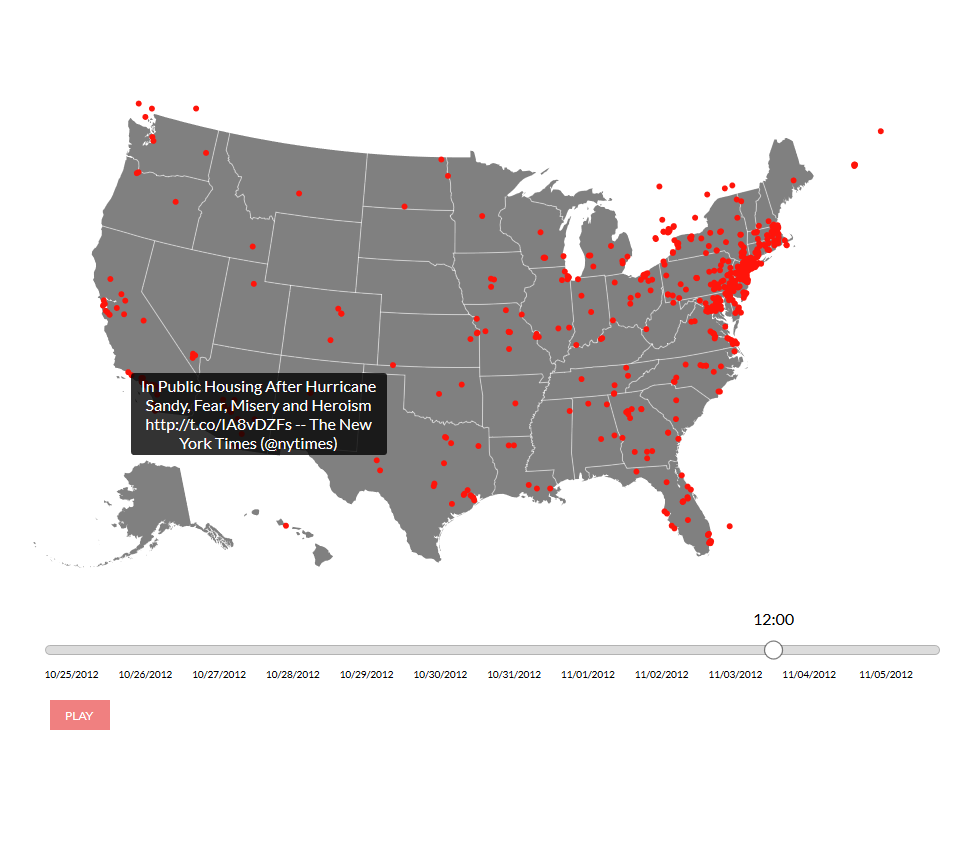 In Public Housing After Hurricane
Sandy, Fear, Misery and Heroism
http://t.co/IA8vDZFs -- The New
York Times (@nytimes)
12:00
10/25/2012 10/26/2012 10/27/2012 10/28/2012 10/29/2012 10/30/2012 10/31/2012 11/01/2012 11/02/2012 11/03/2012 11/04/2012 11/05/2012
PLAY